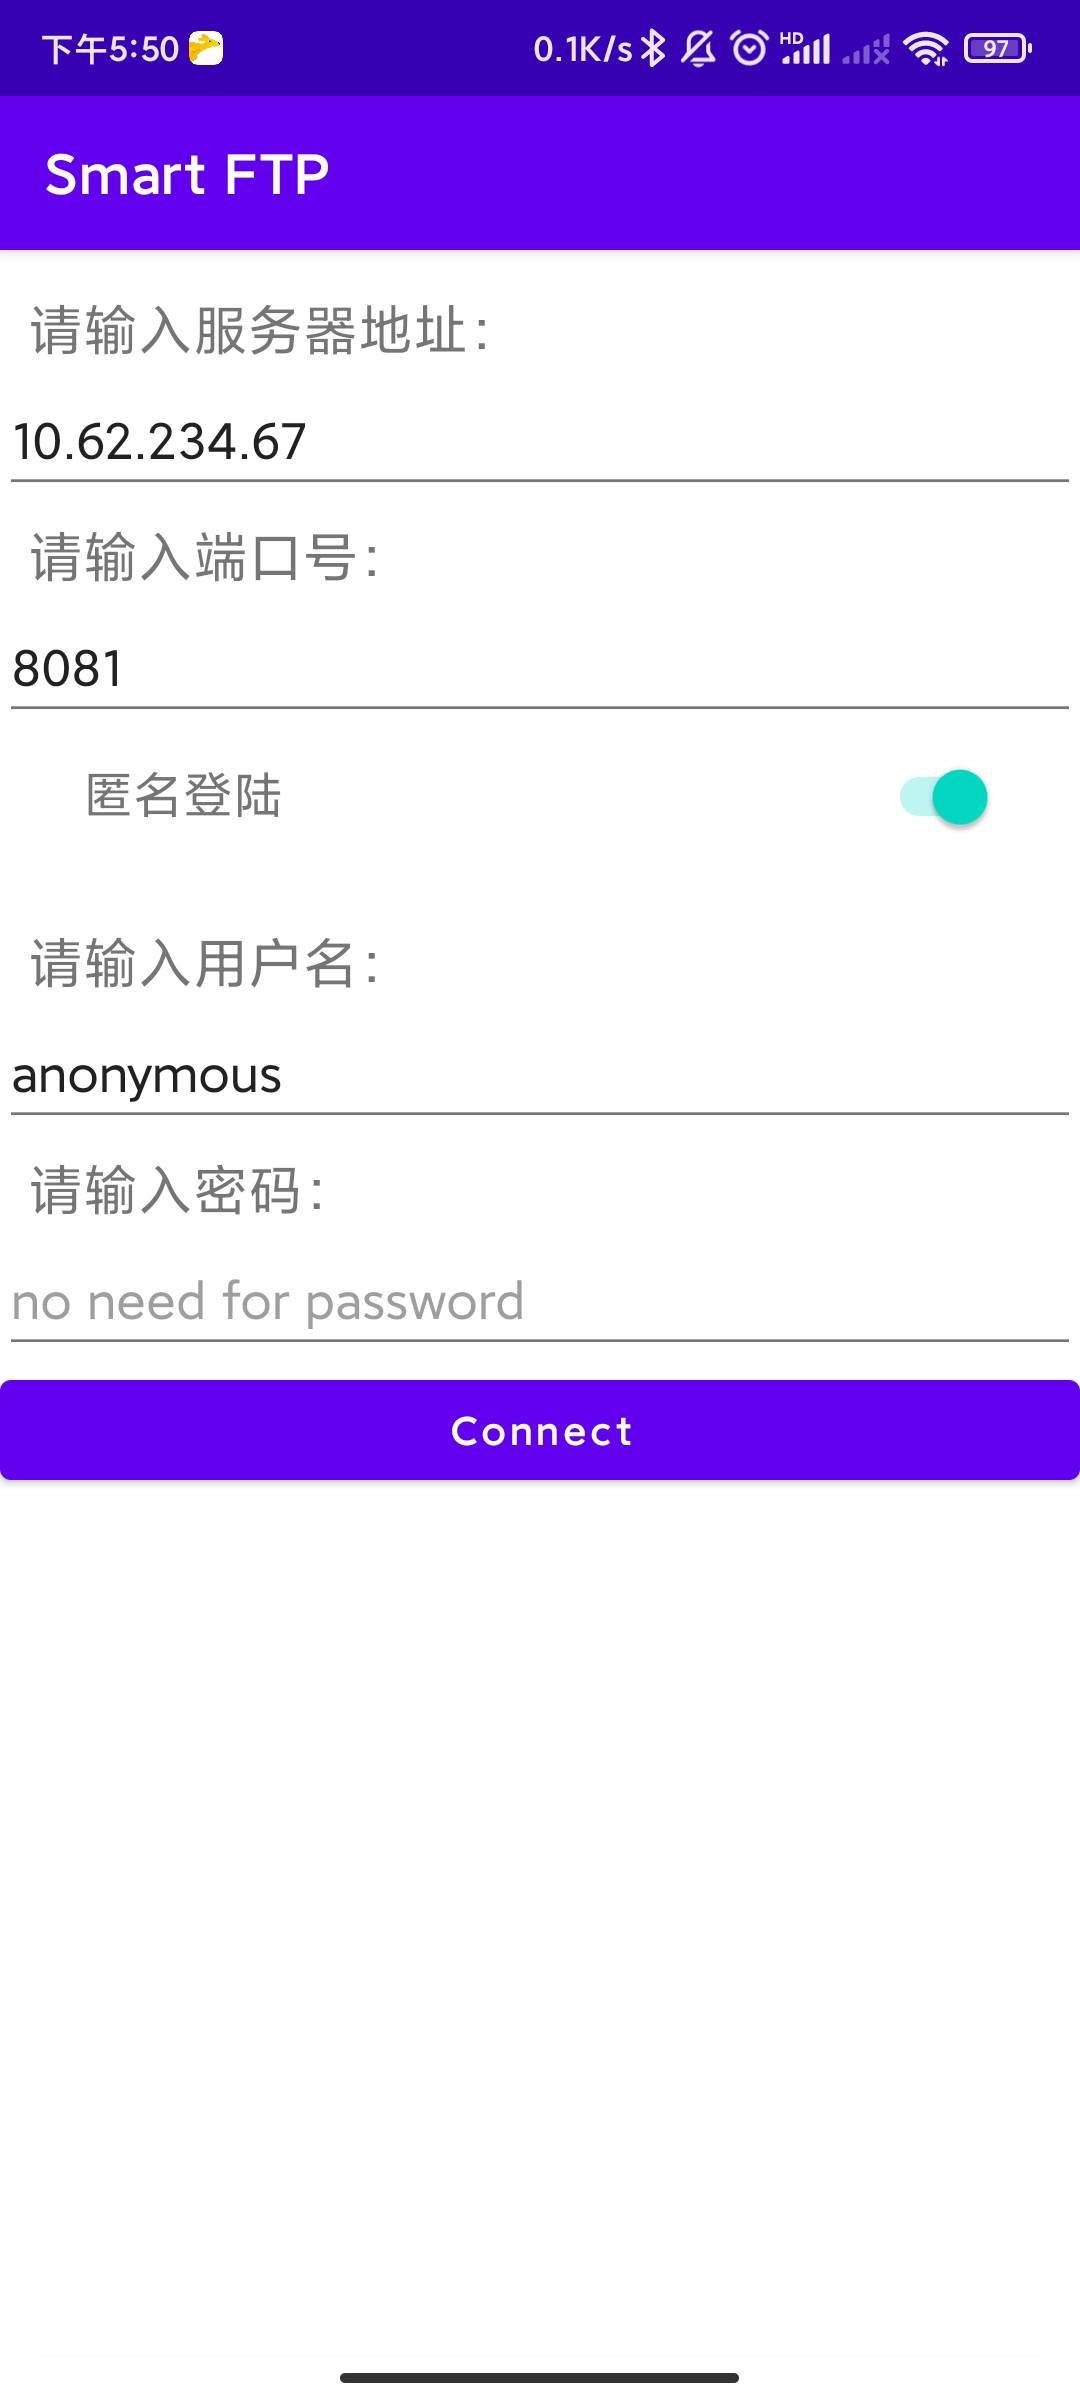 下午5:50 0.1K/s HD 97
Smart FTP
请输入服务器地址：
10.62.234.67
请输入端口号：
8081
匿名登陆
请输入用户名：
anonymous
请输入密码：
no need for password
Connect